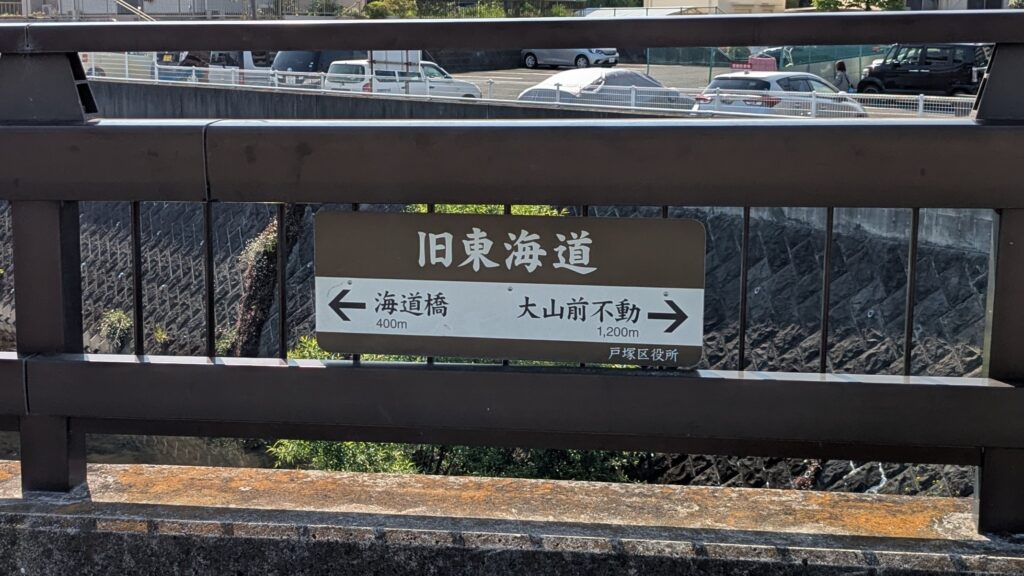 旧東海道
← 海道橋 大山前不動 →
400m 1,200m
戸塚区役所